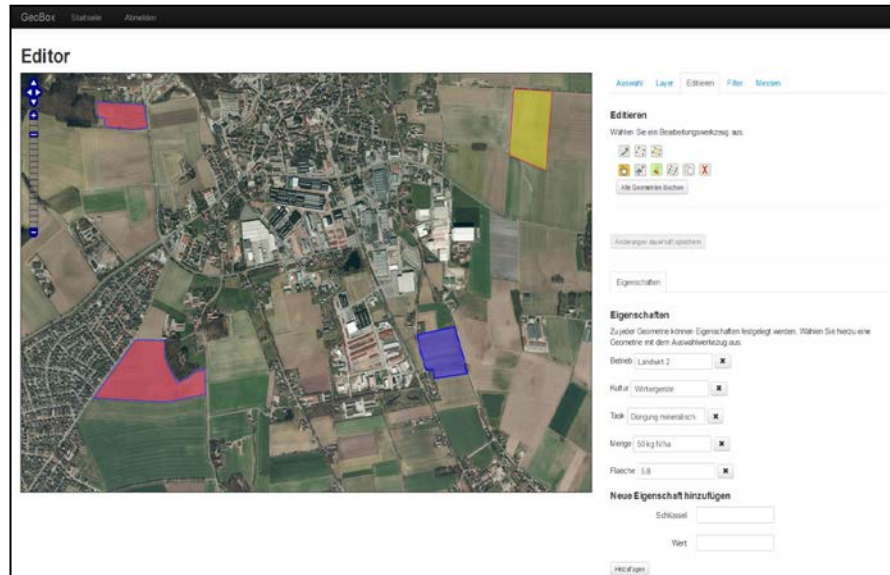 GeoBox Startseite Abmelden
Editor
Auswahl Layer Editieren Filter Messen
Editieren
Wählen Sie ein Bearbeitungswerkzeug aus.
Alle Geometrien löschen
Änderungen dauerhaft speichern
Eigenschaften
Eigenschaften
Zu jeder Geometrie können Eigenschaften festgelegt werden. Wählen Sie hierzu eine
Geometrie mit dem Auswahlwerkzeug aus.
Betrieb Landwirt 2
Kultur Wintergerste
Task Düngung mineralisch
Menge 50 kg N/ha
Flaeche 5.8
Neue Eigenschaft hinzufügen
Schlüssel
Wert
Hinzufügen